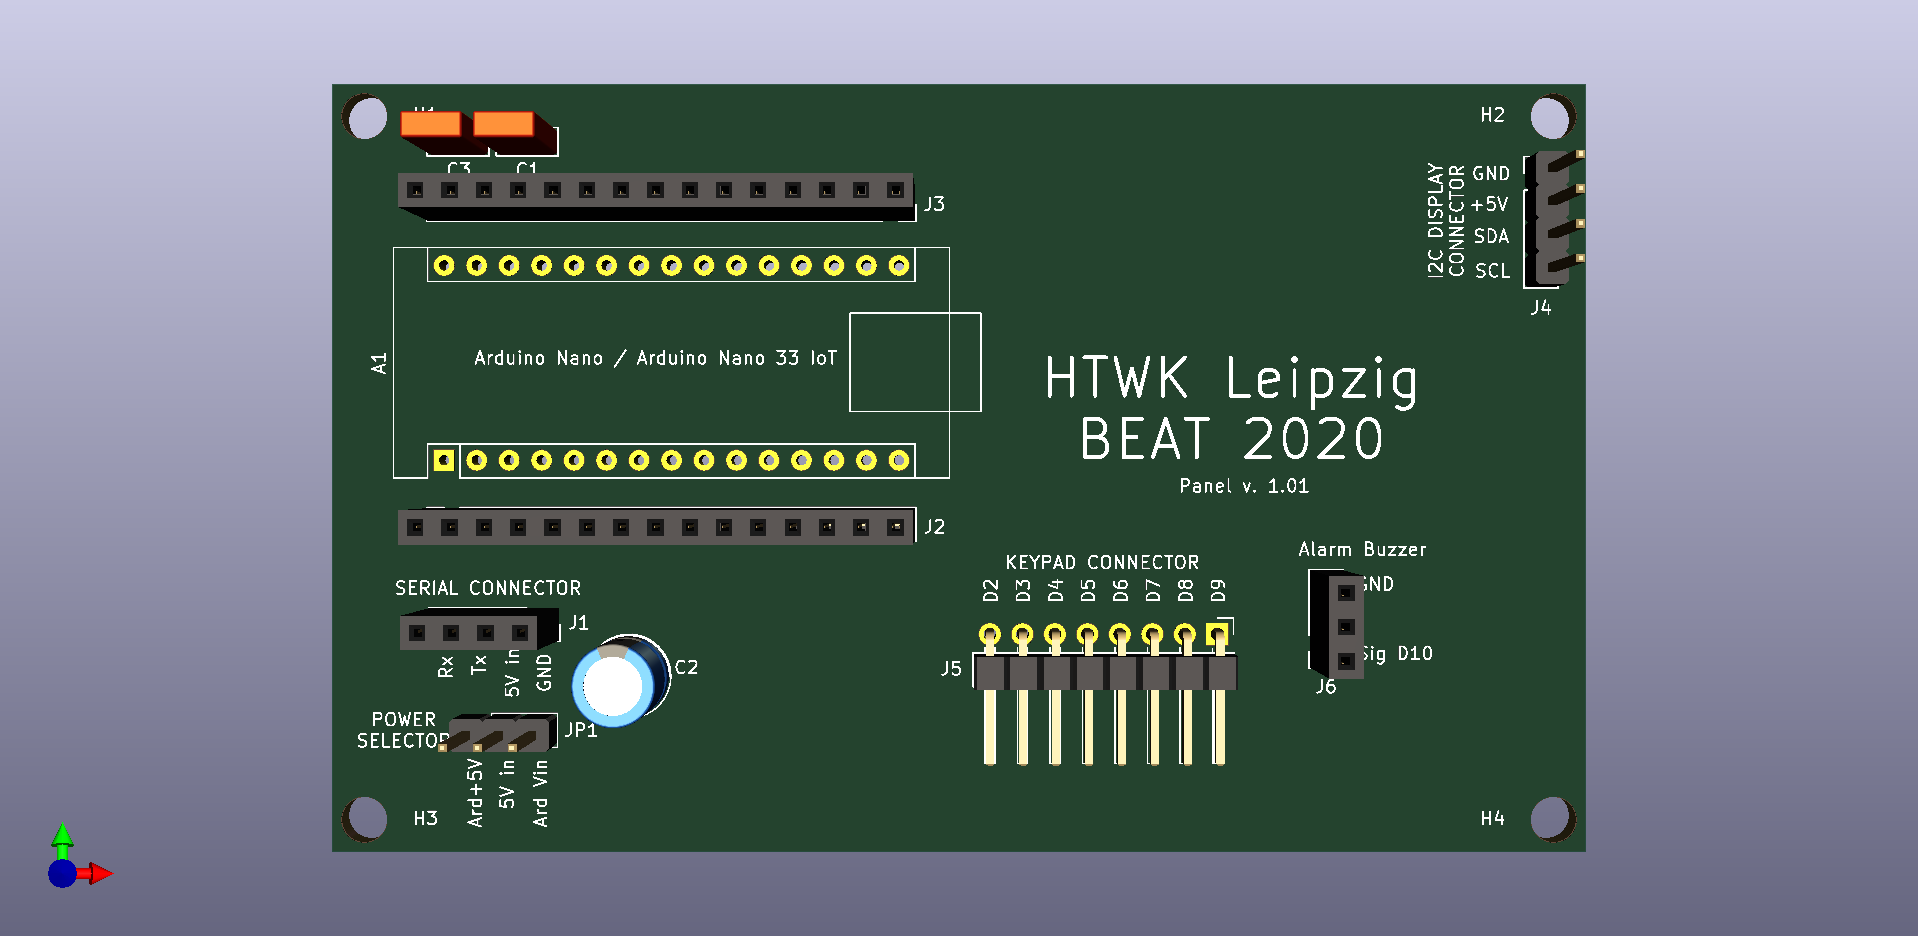 H1
H2
C3
C1
J3
I2C DISPLAY
CONNECTOR
GND
+5V
SDA
SCL
J4
A1
Arduino Nano / Arduino Nano 33 IoT
HTWK Leipzig
BEAT 2020
Panel v. 1.01
J2
SERIAL CONNECTOR
J1
Rx
Tx
5V in
GND
C2
POWER
SELECTOR
JP1
Ard+5V
5V in
Ard Vin
H3
KEYPAD CONNECTOR
D2
D3
D4
D5
D6
D7
D8
D9
J5
Alarm Buzzer
GND
Sig D10
J6
H4